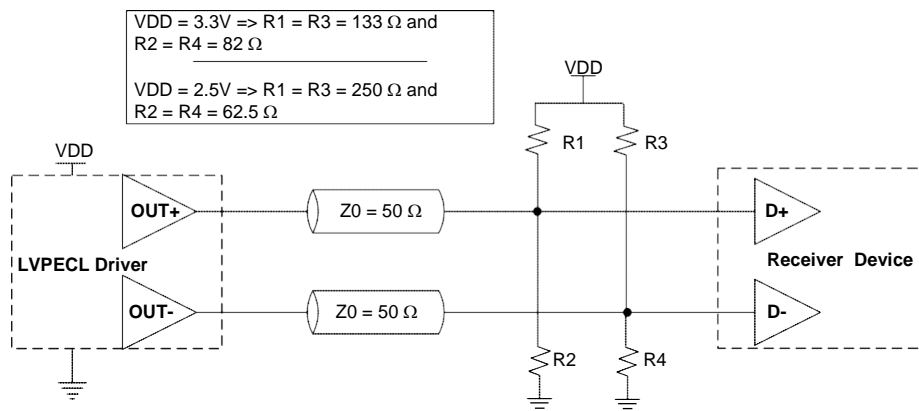 VDD = 3.3V => R1 = R3 = 133 Ω and
R2 = R4 = 82 Ω
VDD = 2.5V => R1 = R3 = 250 Ω and
R2 = R4 = 62.5 Ω
VDD
R1
R3
VDD
OUT+
Z0 = 50 Ω
D+
LVPECL Driver
Receiver Device
OUT-
Z0 = 50 Ω
D-
R2
R4